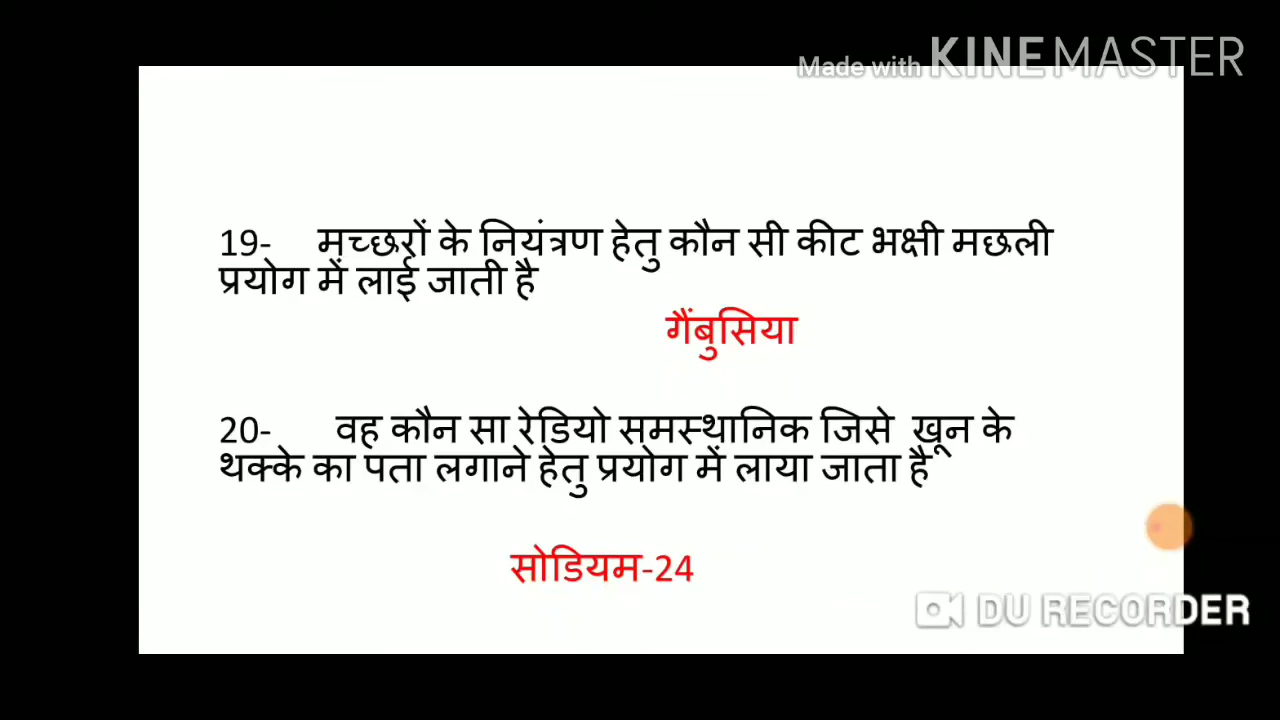 Made with KINEMASTER
19- मच्छरों के नियंत्रण हेतु कौन सी कीट भक्षी मछली
प्रयोग में लाई जाती है
गैंबुसिया
20- वह कौन सा रेडियो समस्थानिक जिसे खून के
थक्के का पता लगाने हेतु प्रयोग में लाया जाता है
सोडियम-24
DU RECORDER